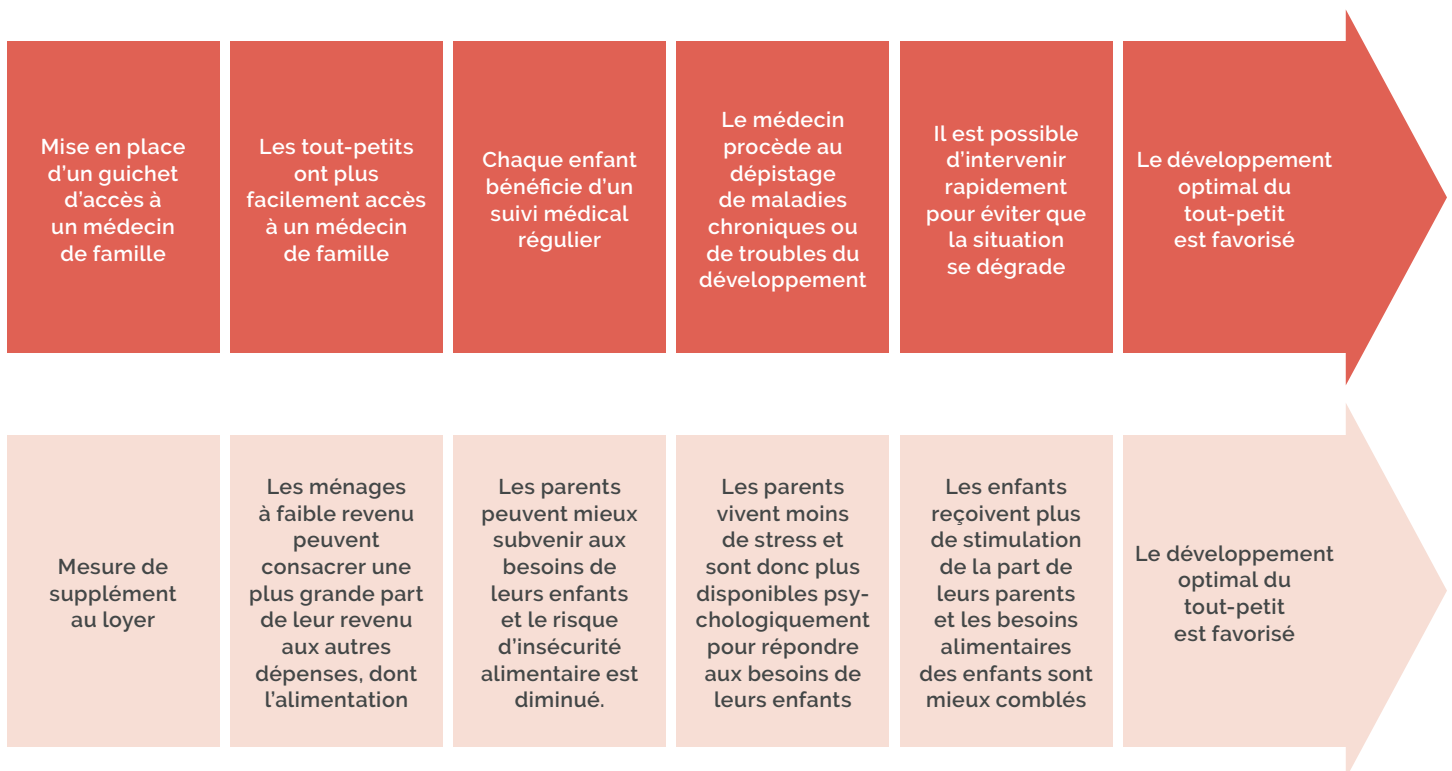 Mise en place
d'un guichet
d'accès à
un médecin
de famille
Les tout-petits
ont plus
facilement accès
à un médecin
de famille
Chaque enfant
bénéficie d'un
suivi médical
régulier
Le médecin
procède au
dépistage
de maladies
chroniques ou
de troubles du
développement
Il est possible
d'intervenir
rapidement
pour éviter que
la situation
se dégrade
Le développement
optimal du
tout-petit
est favorisé
Mesure de
supplément
au loyer
Les ménages
à faible revenu
peuvent
consacrer une
plus grande part
de leur revenu
aux autres
dépenses, dont
l'alimentation
Les parents
peuvent mieux
subvenir aux
besoins de
leurs enfants
et le risque
d'insécurité
alimentaire est
diminué.
Les parents
vivent moins
de stress et
sont donc plus
disponibles psy-
chologiquement
pour répondre
aux besoins de
leurs enfants
Les enfants
reçoivent plus
de stimulation
de la part de
leurs parents
et les besoins
alimentaires
des enfants sont
mieux comblés
Le développement
optimal du
tout-petit
est favorisé